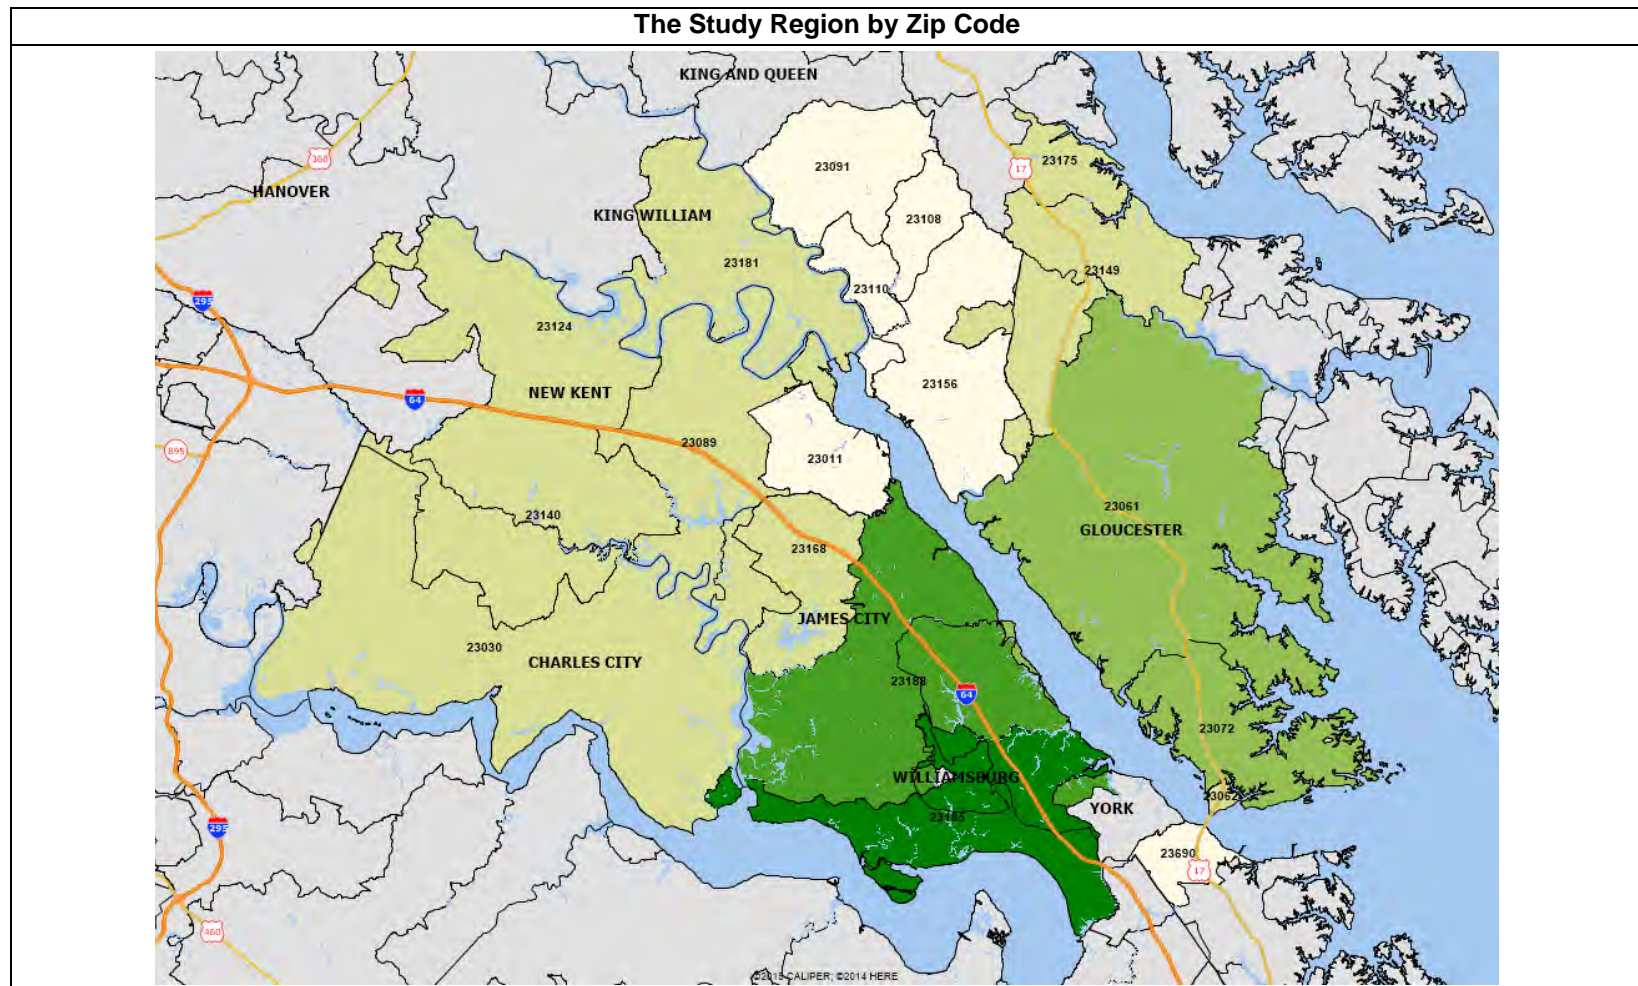 The Study Region by Zip Code
KING AND QUEEN
360
23175
23091
17
HANOVER
23108
KING WILLIAM
23181
23149
23110
295
23124
23156
NEW KENT
64
23089
895
23011
23061
23140
GLOUCESTER
23168
JAMES CITY
23030
CHARLES CITY
23188
64
23072
WILLIAMSBURG
23062
YORK
23185
295
23690
17
460
©2015 CALIPER; ©2014 HERE